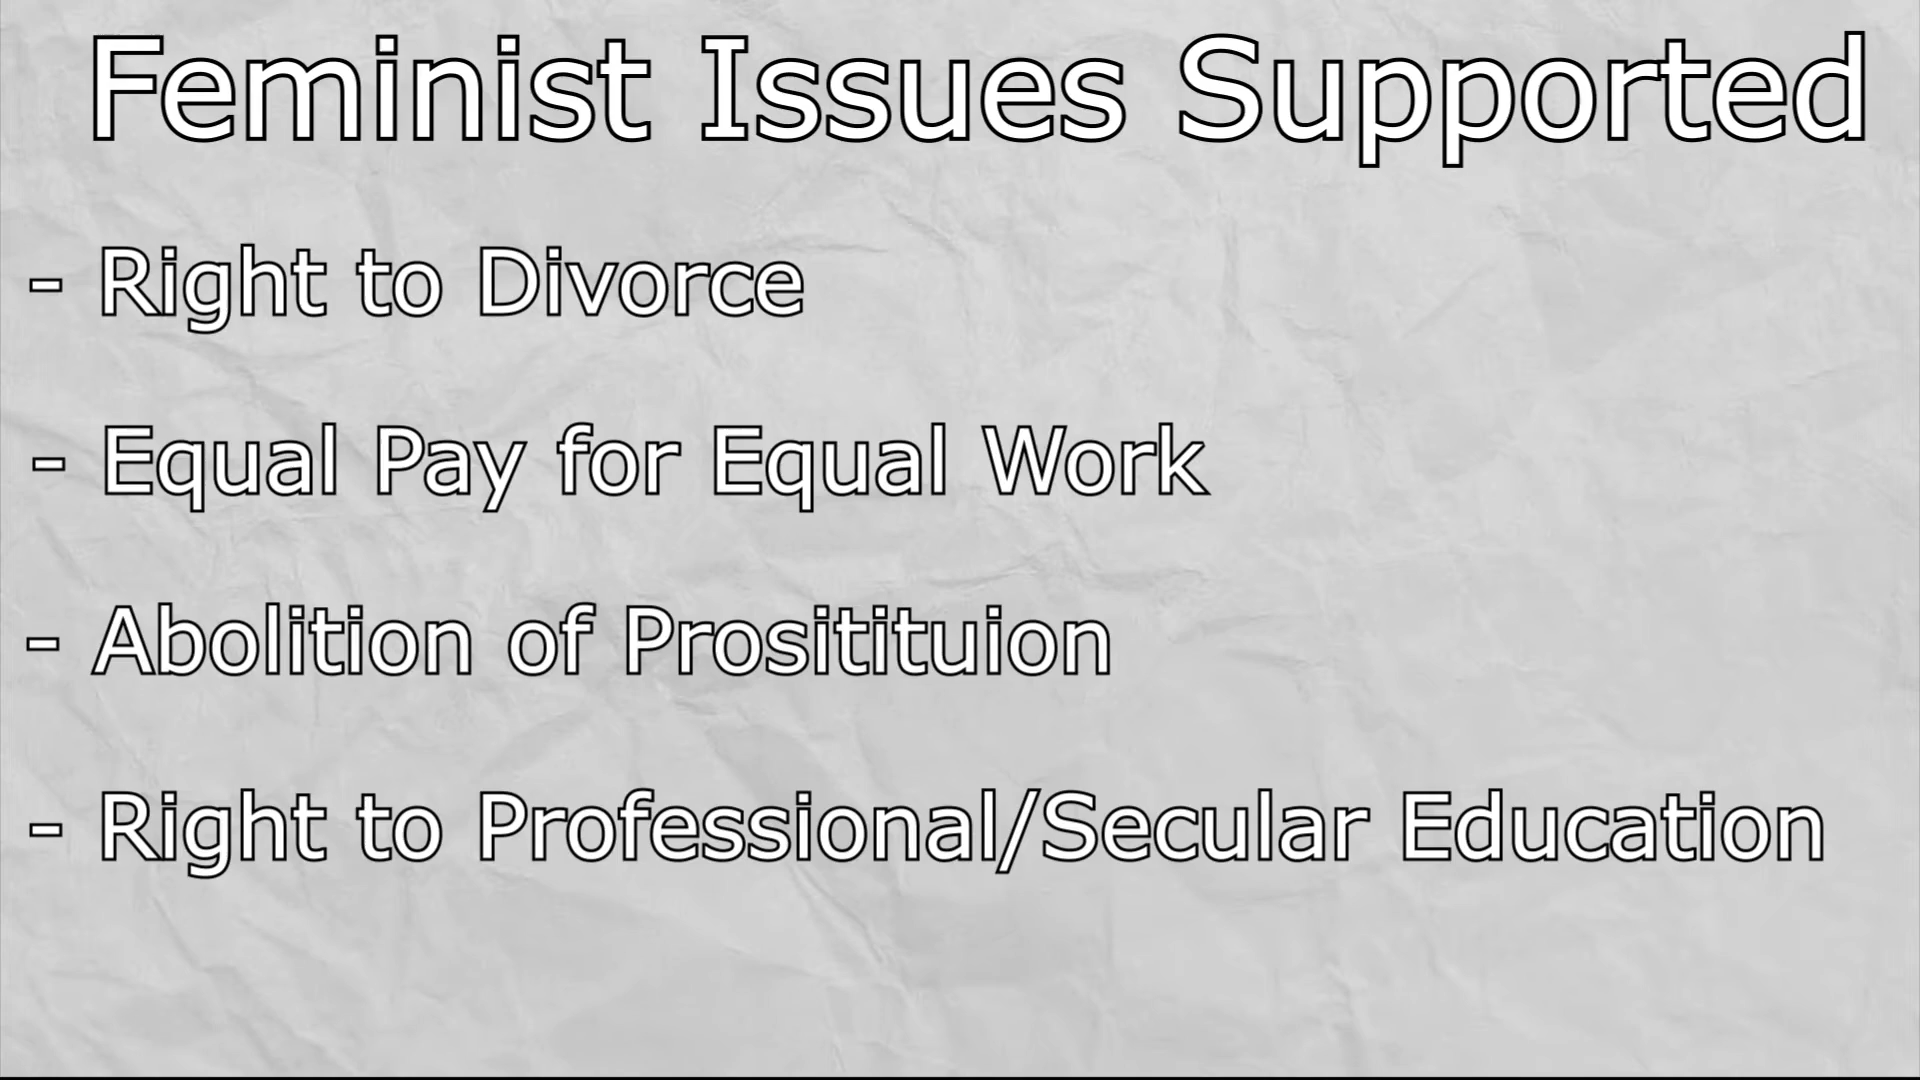 Feminist Issues Supported
- Right to Divorce
- Equal Pay for Equal Work
- Abolition of Prositituion
- Right to Professional/Secular Education